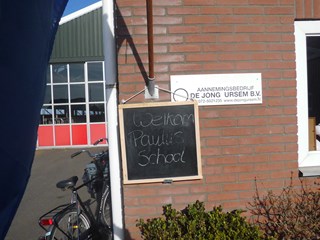 AANNEMINGSBEDRIJF
DE JONG URSEM B.V.
Welkom
Paulus
School